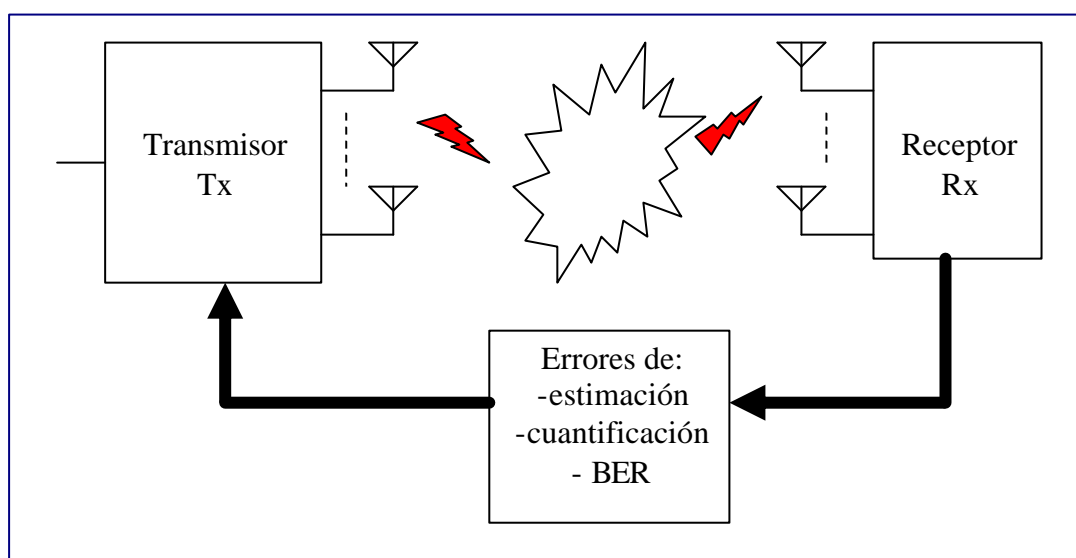 Transmisor
Tx
Receptor
Rx
Errores de:
-estimación
-cuantificación
- BER